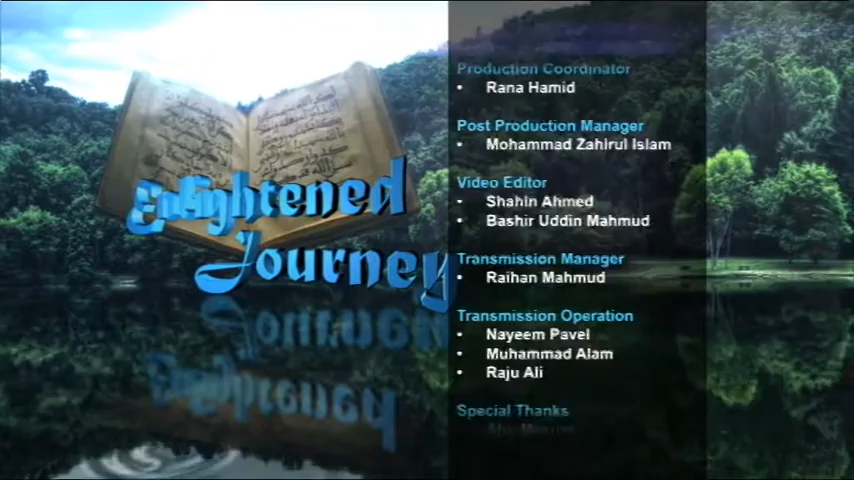 Enlightened
Journey
Production Coordinator
• Rana Hamid
Post Production Manager
• Mohammad Zahirul Islam
Video Editor
• Shahin Ahmed
• Bashir Uddin Mahmud
Transmission Manager
• Raihan Mahmud
Transmission Operation
• Nayeem Pavel
• Muhammad Alam
• Raju Ali
Special Thanks